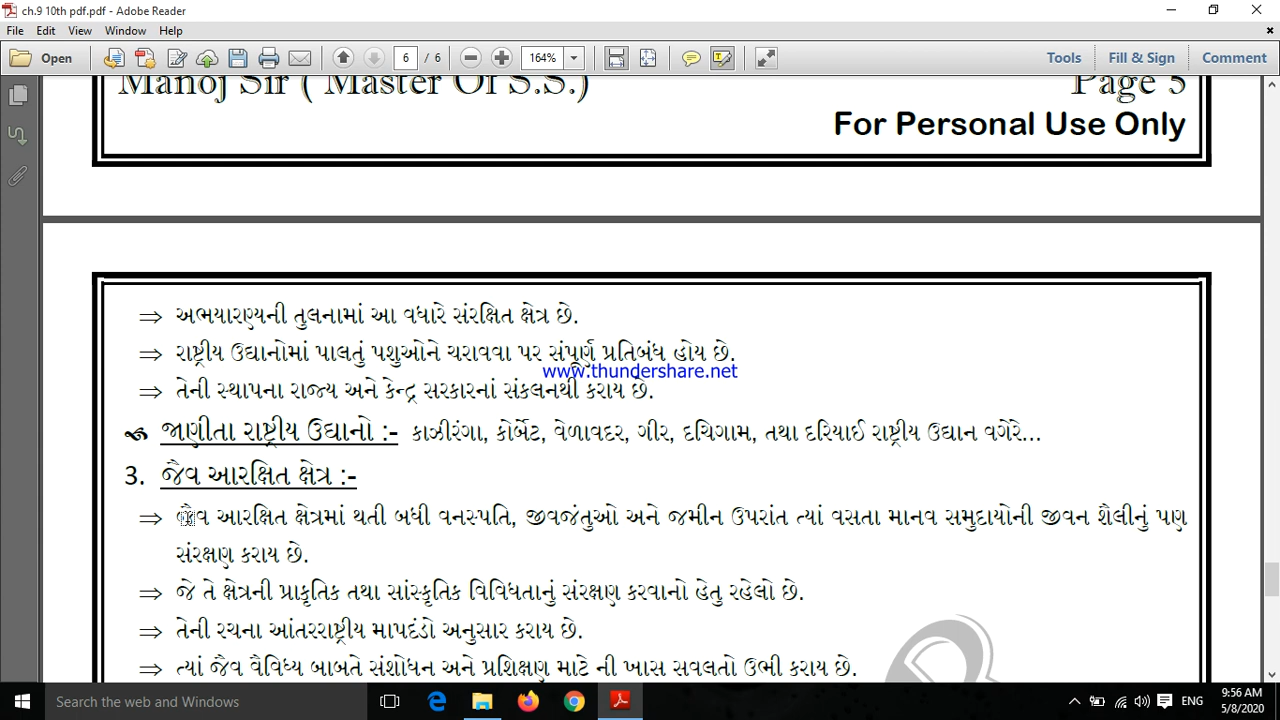 ch.9 10th pdf.pdf - Adobe Reader
File Edit View Window Help
Open 6 / 6 164% Tools Fill & Sign Comment
Manoj Sir ( Master Of S.S.) Page 5
For Personal Use Only
⇒ અભયારણ્યની તુલનામાં આ વધારે સંરક્ષિત ક્ષેત્ર છે.
⇒ રાષ્ટ્રીય ઉદ્યાનોમાં પાલતું પશુઓને ચરાવવા પર સંપૂર્ણ પ્રતિબંધ હોય છે.
www.thundershare.net
⇒ તેની સ્થાપના રાજ્ય અને કેન્દ્ર સરકારનાં સંકલનથી કરાય છે.
જાણીતા રાષ્ટ્રીય ઉદ્યાનો :- કાઝીરંગા, કોર્બેટ, વેળાવદર, ગીર, દચિગામ, તથા દરિયાઈ રાષ્ટ્રીય ઉદ્યાન વગેરે...
3. જૈવ આરક્ષિત ક્ષેત્ર :-
⇒ જૈવ આરક્ષિત ક્ષેત્રમાં થતી બધી વનસ્પતિ, જીવજંતુઓ અને જમીન ઉપરાંત ત્યાં વસતા માનવ સમુદાયોની જીવન શૈલીનું પણ
સંરક્ષણ કરાય છે.
⇒ જે તે ક્ષેત્રની પ્રાકૃતિક તથા સાંસ્કૃતિક વિવિધતાનું સંરક્ષણ કરવાનો હેતુ રહેલો છે.
⇒ તેની રચના આંતરરાષ્ટ્રીય માપદંડો અનુસાર કરાય છે.
⇒ ત્યાં જૈવ વૈવિધ્ય બાબતે સંશોધન અને પ્રશિક્ષણ માટે ની ખાસ સવલતો ઉભી કરાય છે.
Search the web and Windows ENG 9:56 AM
5/8/2020